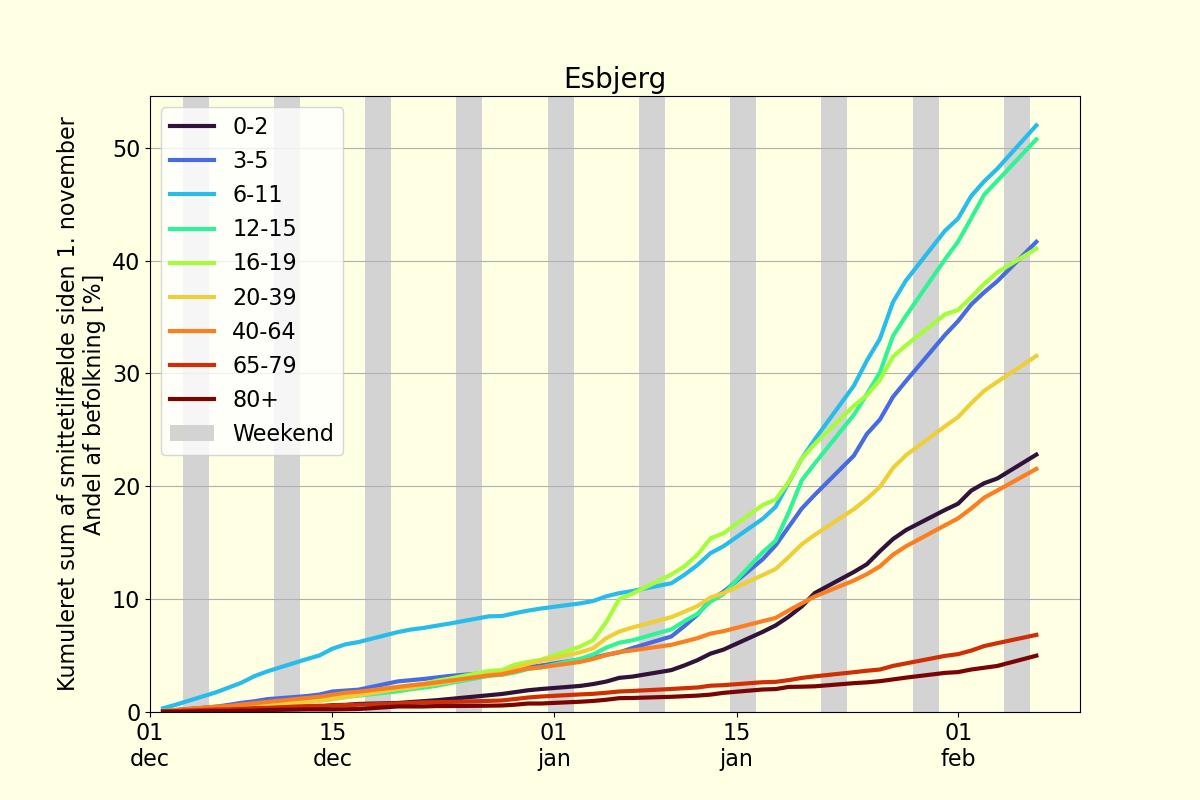 Esbjerg
Kumuleret sum af smittetilfælde siden 1. november
Andel af befolkning [%]
50
40
30
20
10
0
0-2
3-5
6-11
12-15
16-19
20-39
40-64
65-79
80+
Weekend
01 15 01 15 01
dec dec jan jan feb